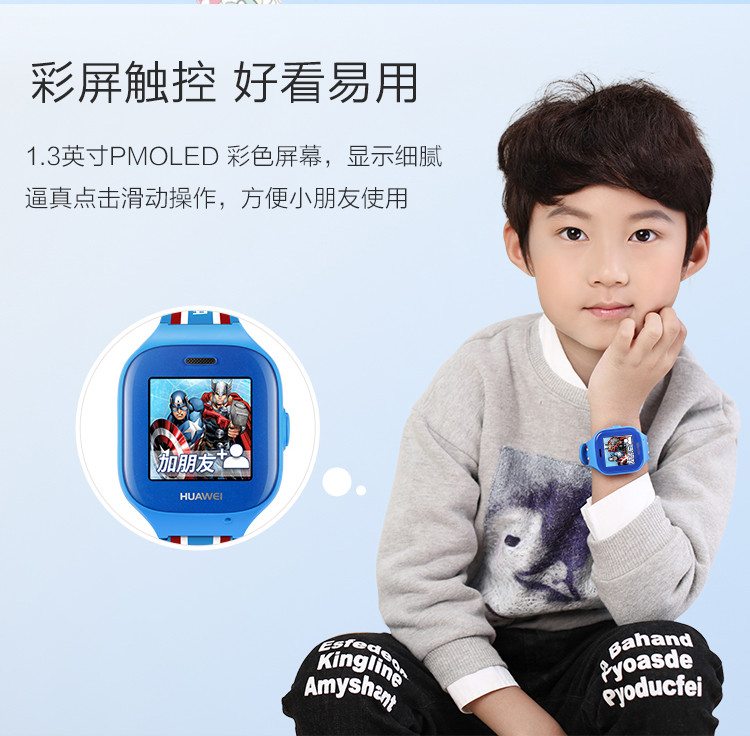 彩屏触控 好看易用
1.3英寸PMOLED 彩色屏幕，显示细腻
逼真点击滑动操作，方便小朋友使用
加朋友
HUAWEI
Esfedeon
Kingline
Amyshant
Bahand
Pyoasde
Pyoducfei